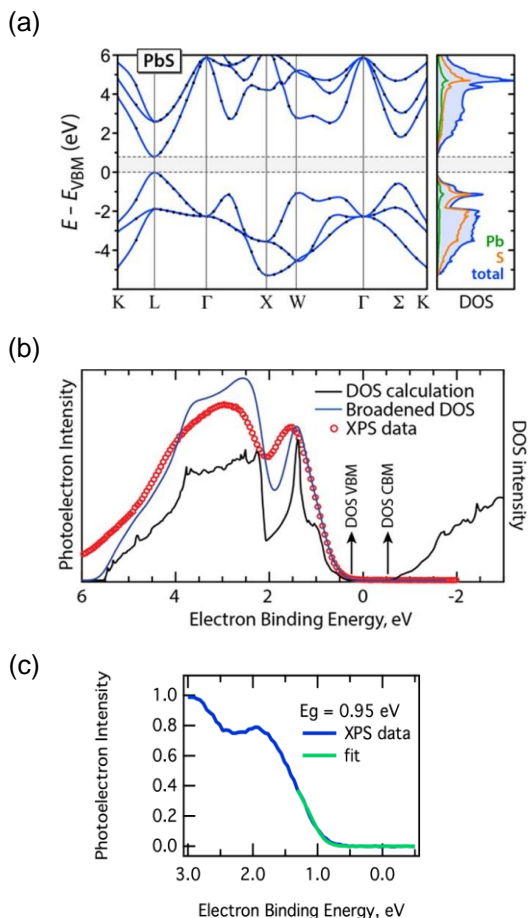 (a)
PbS
E – E_VBM (eV)
6
4
2
0
-2
-4
K L Γ X W Γ Σ K
Pb
S
total
DOS
(b)
Photoelectron Intensity
DOS calculation
Broadened DOS
XPS data
DOS VBM
DOS CBM
DOS intensity
6 4 2 0 -2
Electron Binding Energy, eV
(c)
Photoelectron Intensity
1.0
0.8
0.6
0.4
0.2
0.0
Eg = 0.95 eV
XPS data
fit
3.0 2.0 1.0 0.0
Electron Binding Energy, eV